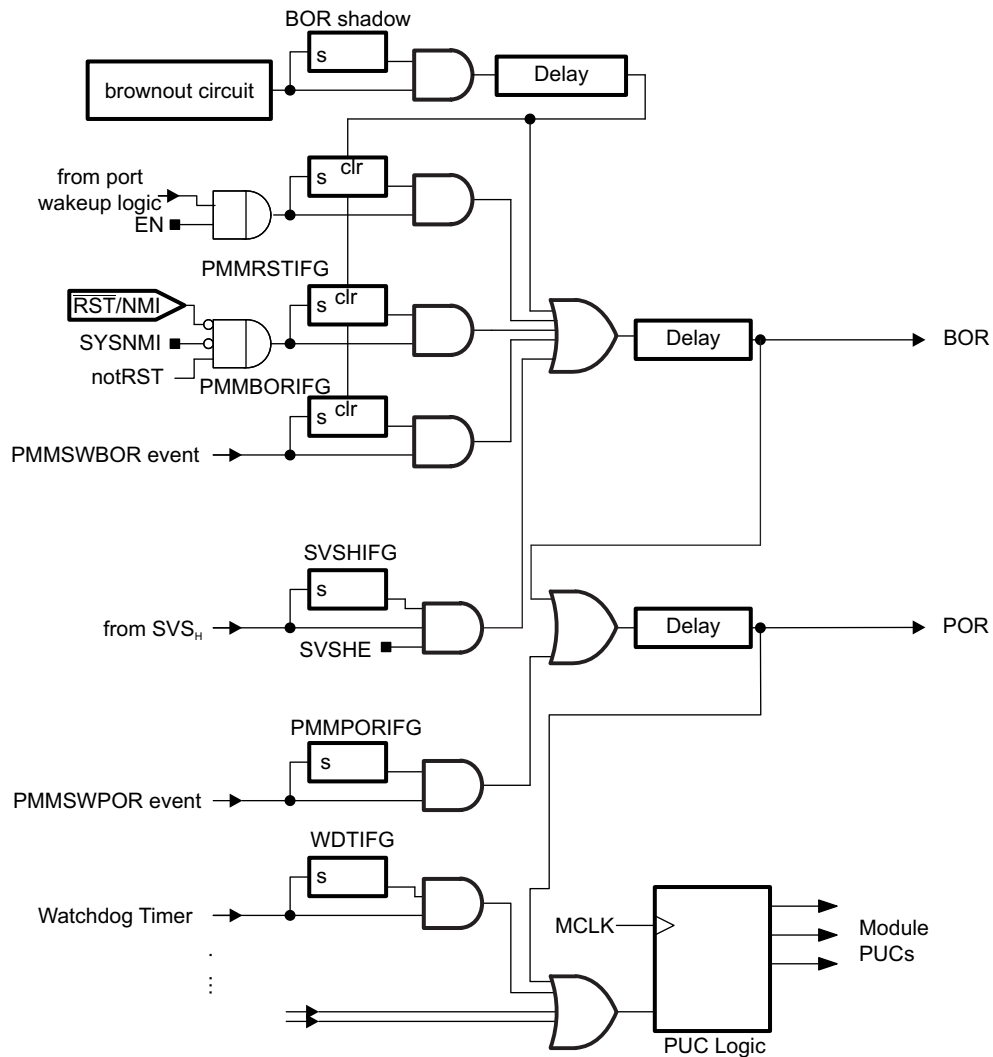 BOR shadow
s
brownout circuit
Delay
from port
wakeup logic
EN
s
clr
PMMRSTIFG
RST/NMI
s
clr
SYSNMI
notRST
Delay
BOR
PMMBORIFG
s
clr
PMMSWBOR event
SVSHIFG
s
from SVSH
SVSHE
Delay
POR
PMMPORIFG
s
PMMSWPOR event
WDTIFG
s
Watchdog Timer
MCLK
Module
PUCs
.
.
.
.
PUC Logic